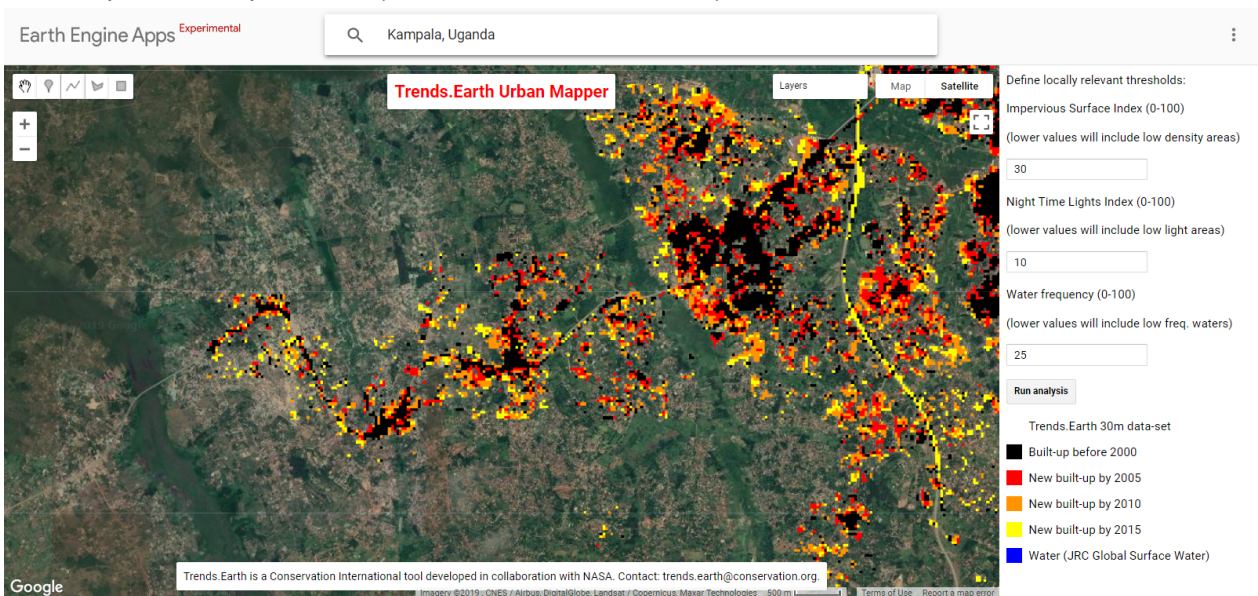 Earth Engine Apps Experimental
Kampala, Uganda
Trends.Earth Urban Mapper
Layers
Map
Satellite
+
−
Define locally relevant thresholds:
Impervious Surface Index (0-100)
(lower values will include low density areas)
30
Night Time Lights Index (0-100)
(lower values will include low light areas)
10
Water frequency (0-100)
(lower values will include low freq. waters)
25
Run analysis
Trends.Earth 30m data-set
Built-up before 2000
New built-up by 2005
New built-up by 2010
New built-up by 2015
Water (JRC Global Surface Water)
Trends.Earth is a Conservation International tool developed in collaboration with NASA. Contact: trends.earth@conservation.org.
Google
Imagery ©2019 , CNES / Airbus, DigitalGlobe, Landsat / Copernicus, Maxar Technologies
500 m
Terms of Use
Report a map error